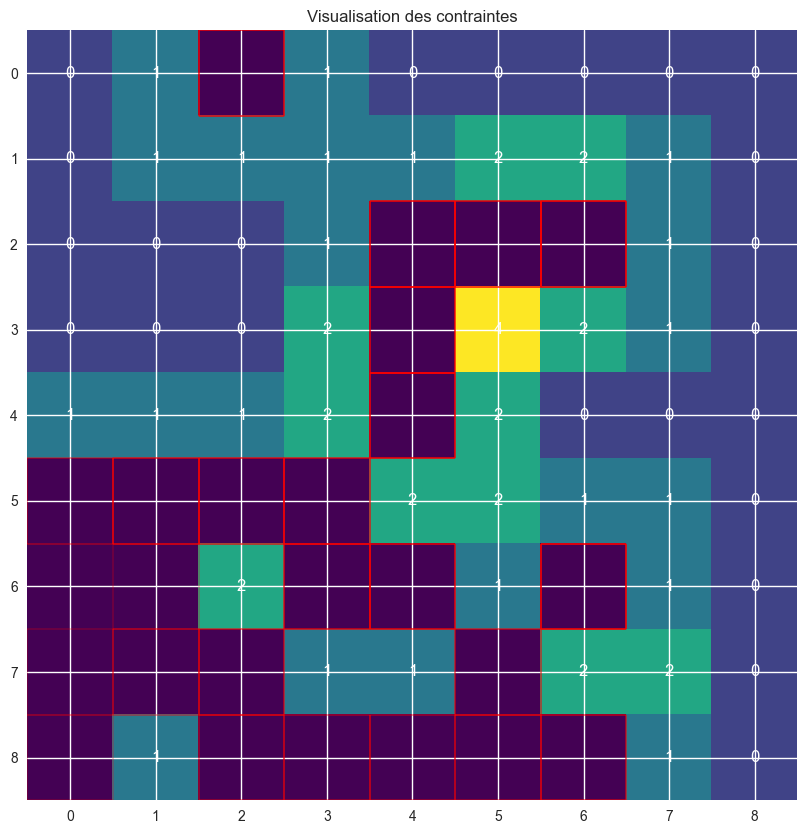 Visualisation des contraintes
0 0 1 1 0 0 0 0 0
1 0 1 1 1 1 2 2 1 0
2 0 0 0 1 1 0
3 0 0 0 2 4 2 1 0
4 1 1 1 2 2 0 0 0
5 2 2 1 1 0
6 2 1 1 0
7 1 1 2 2 0
8 1 1 0
0 1 2 3 4 5 6 7 8